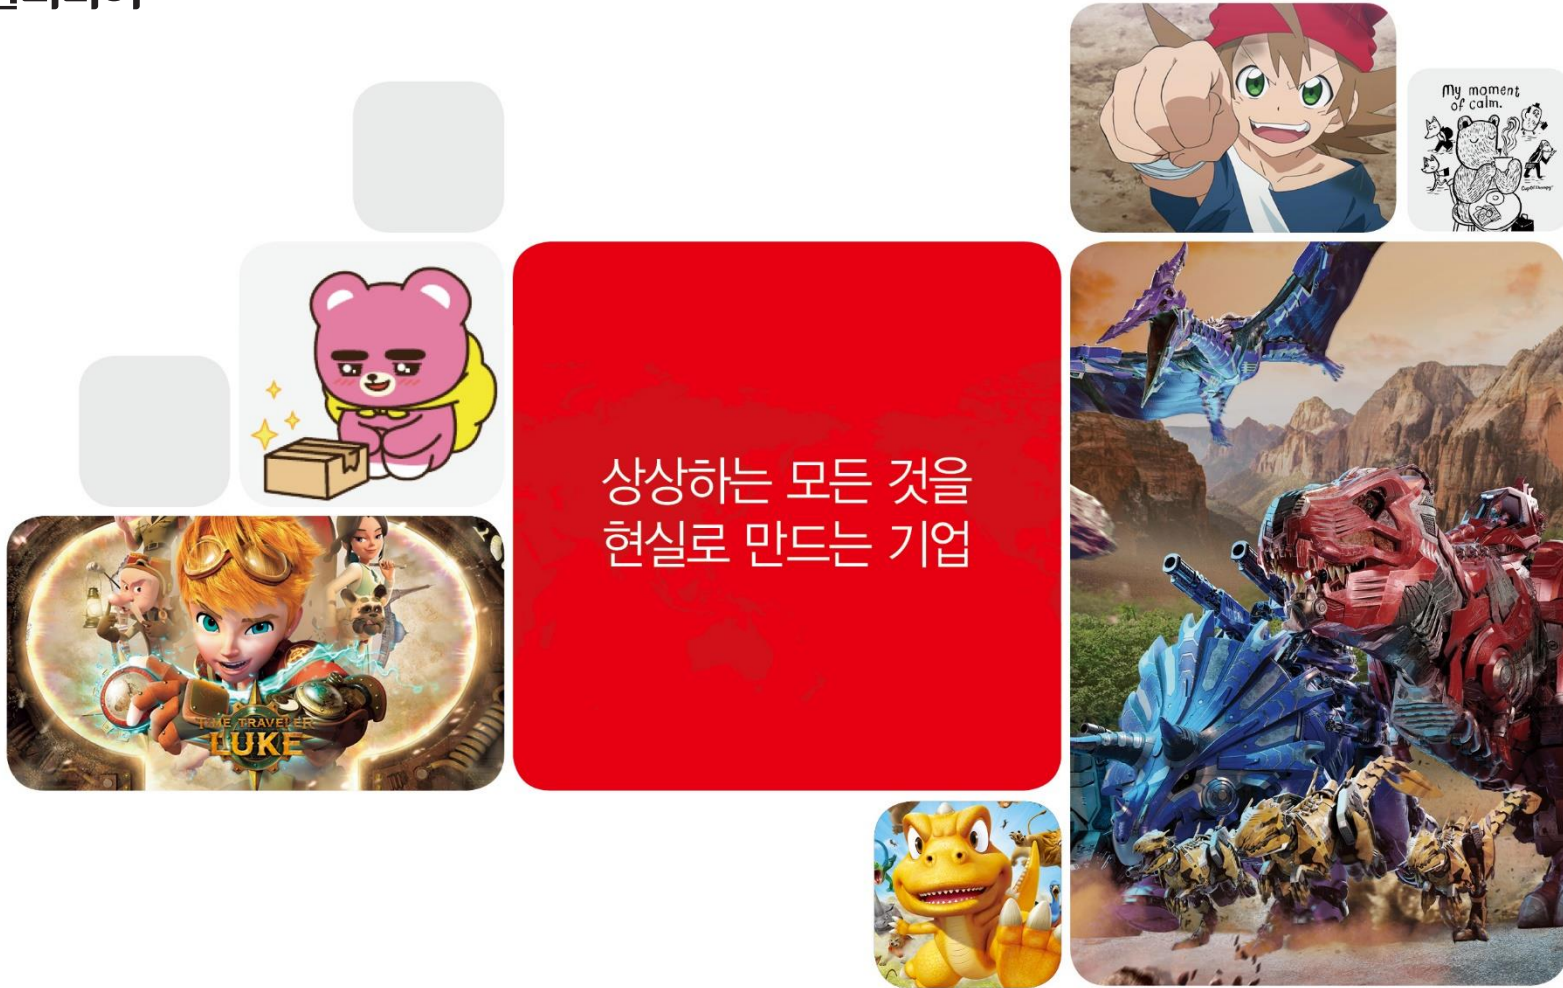 My moment
of calm.
상상하는 모든 것을
현실로 만드는 기업
TIME TRAVELER
LUKE